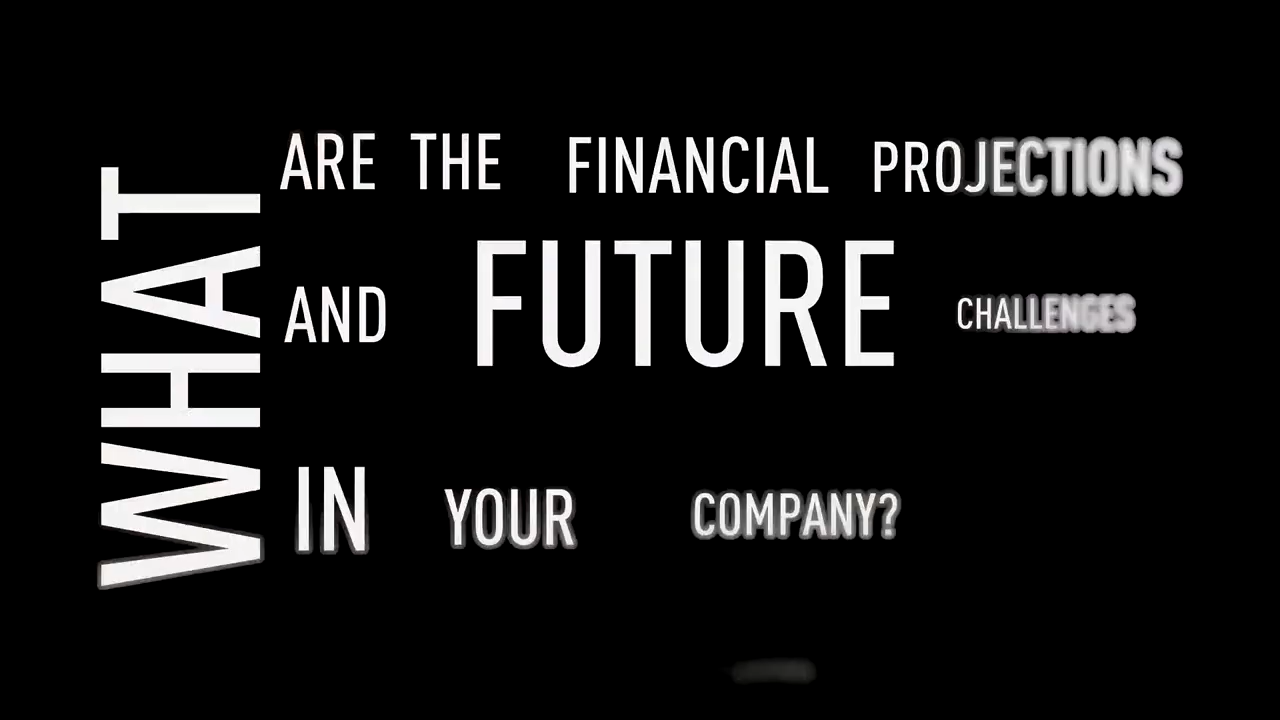 WHAT
ARE THE FINANCIAL PROJECTIONS
AND FUTURE CHALLENGES
IN YOUR COMPANY?